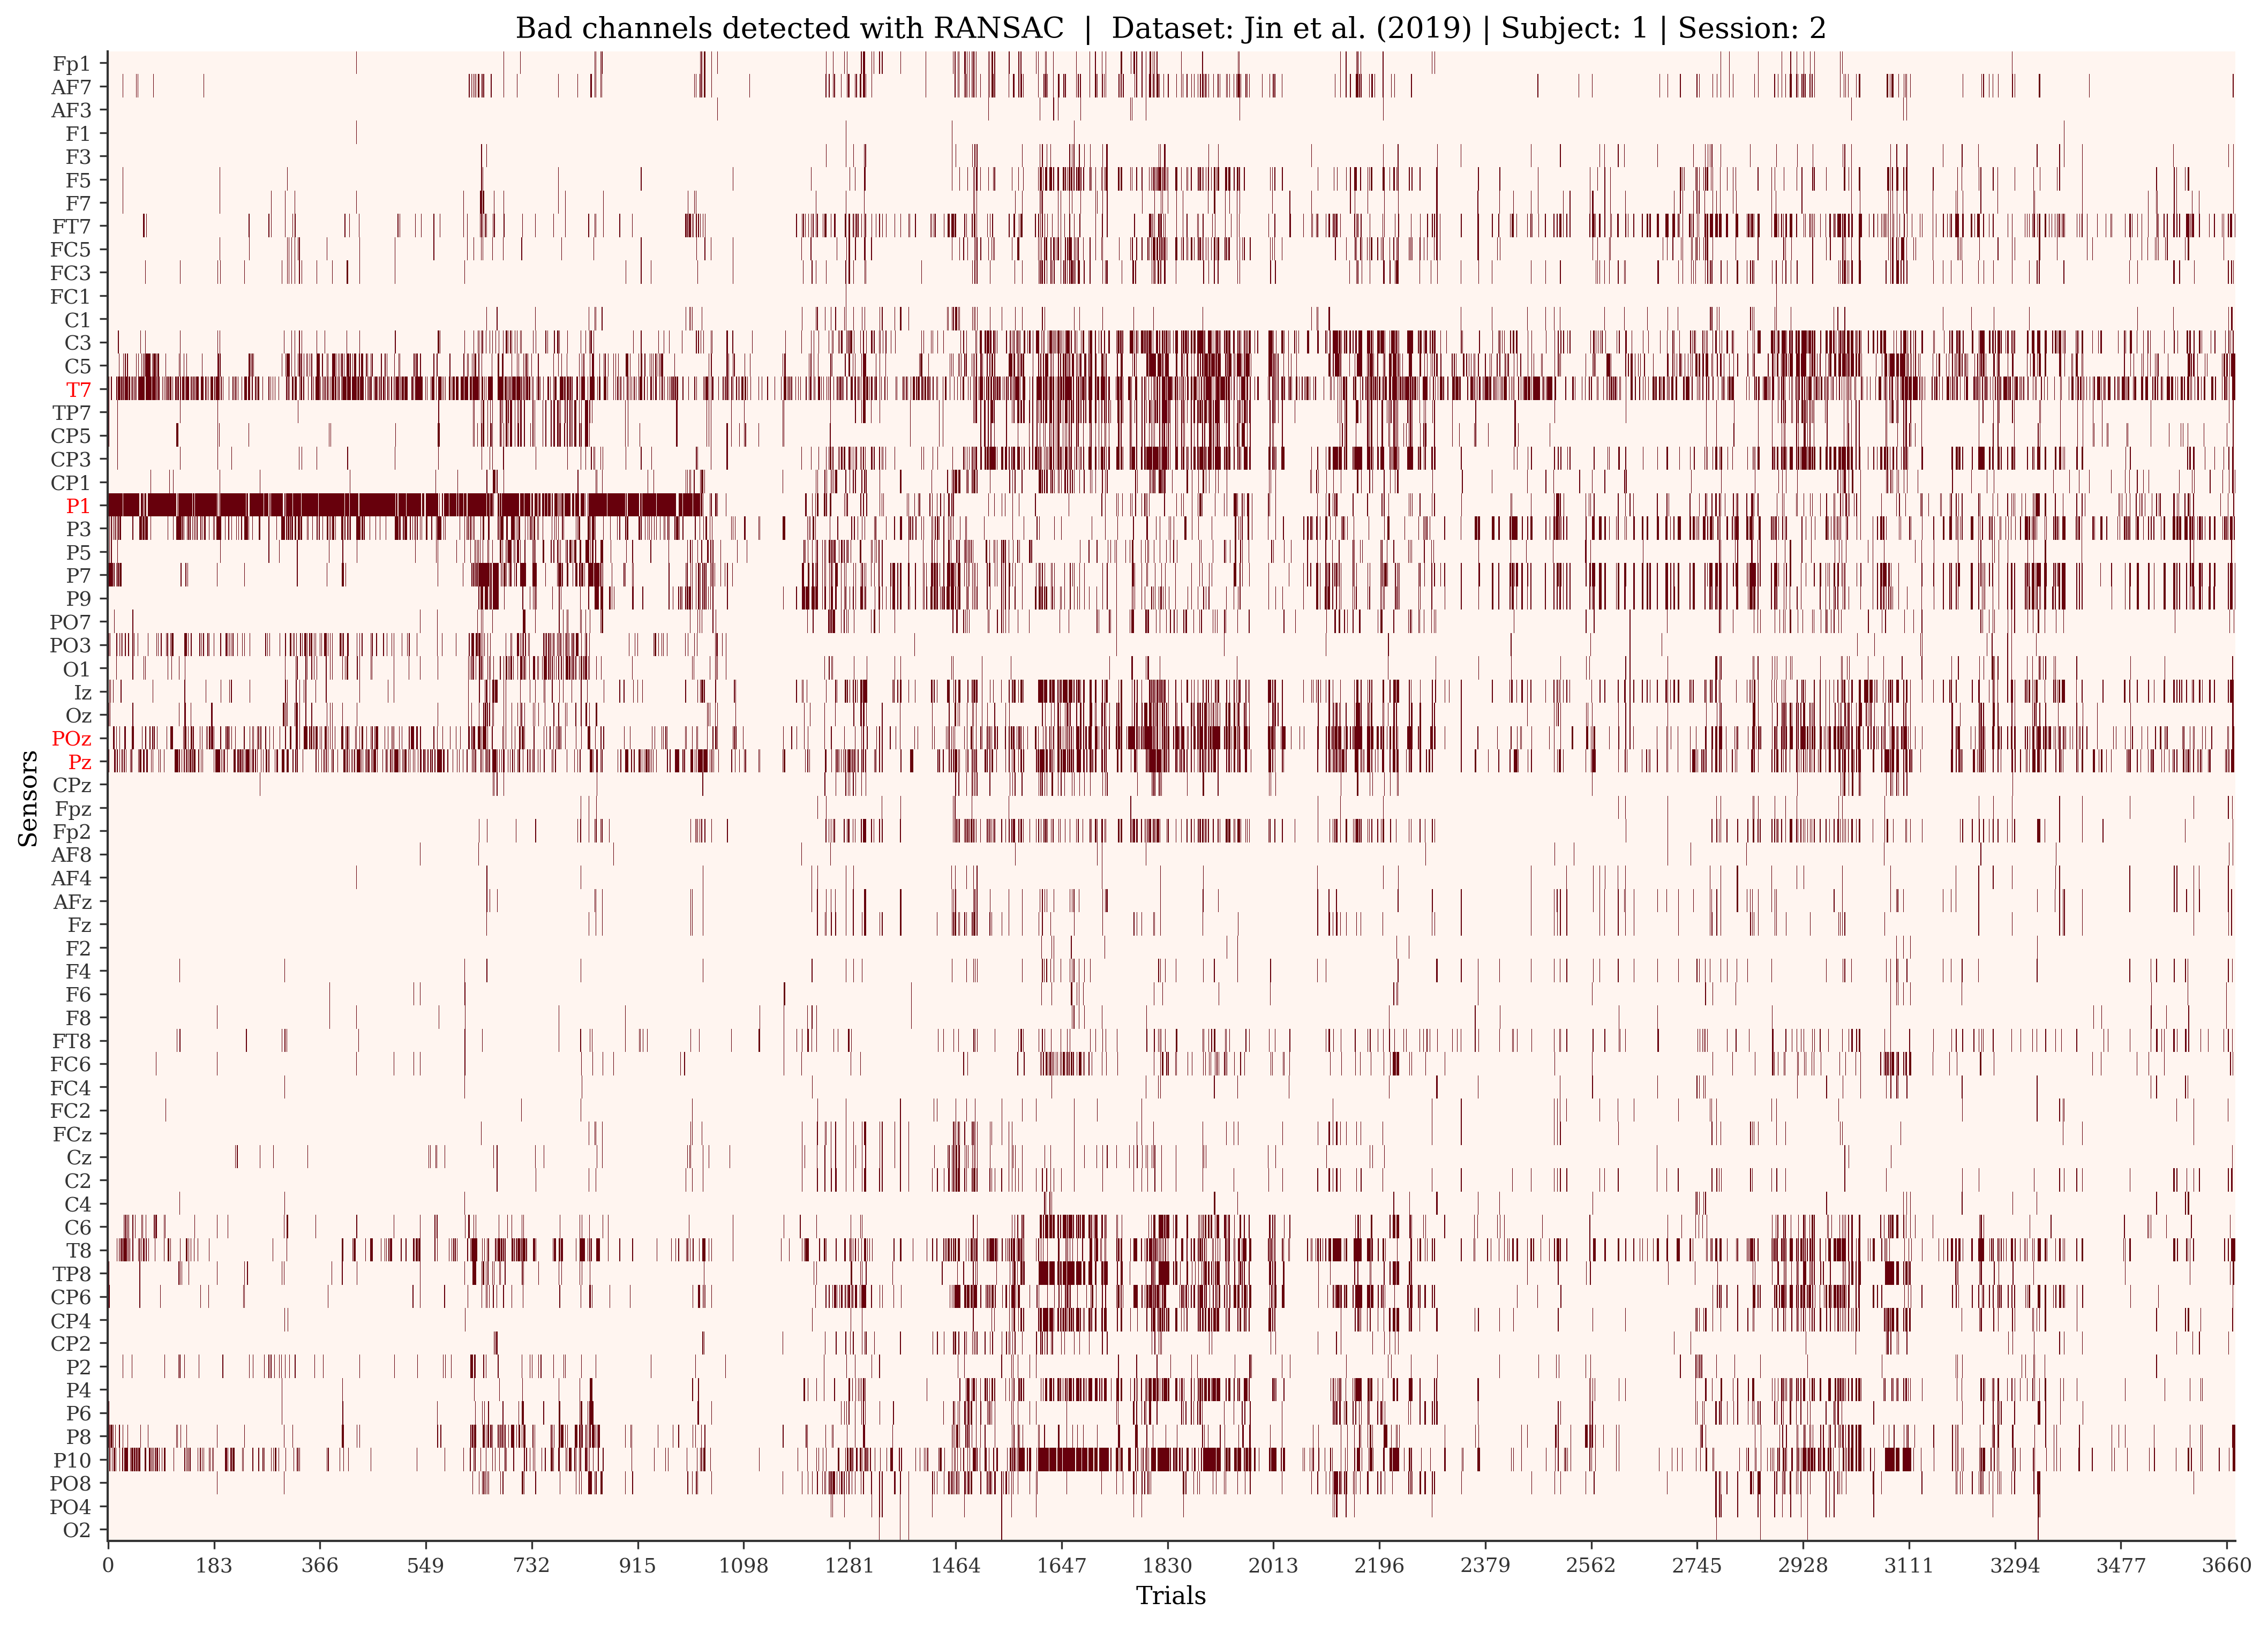 Bad channels detected with RANSAC | Dataset: Jin et al. (2019) | Subject: 1 | Session: 2
Sensors
Fp1
AF7
AF3
F1
F3
F5
F7
FT7
FC5
FC3
FC1
C1
C3
C5
T7
TP7
CP5
CP3
CP1
P1
P3
P5
P7
P9
PO7
PO3
O1
Iz
Oz
POz
Pz
CPz
Fpz
Fp2
AF8
AF4
AFz
Fz
F2
F4
F6
F8
FT8
FC6
FC4
FC2
FCz
Cz
C2
C4
C6
T8
TP8
CP6
CP4
CP2
P2
P4
P6
P8
P10
PO8
PO4
O2
0 183 366 549 732 915 1098 1281 1464 1647 1830 2013 2196 2379 2562 2745 2928 3111 3294 3477 3660
Trials